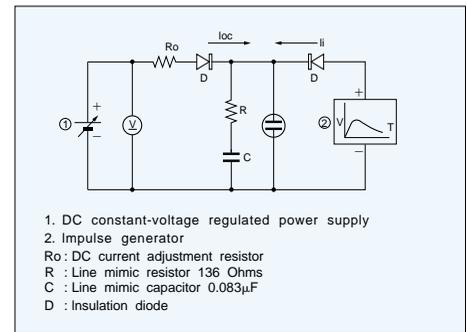 Ioc
Ii
Ro
D
D
+
R
V
①
+
−
②
V
T
C
−
1. DC constant-voltage regulated power supply
2. Impulse generator
Ro : DC current adjustment resistor
R : Line mimic resistor 136 Ohms
C : Line mimic capacitor 0.083μF
D : Insulation diode